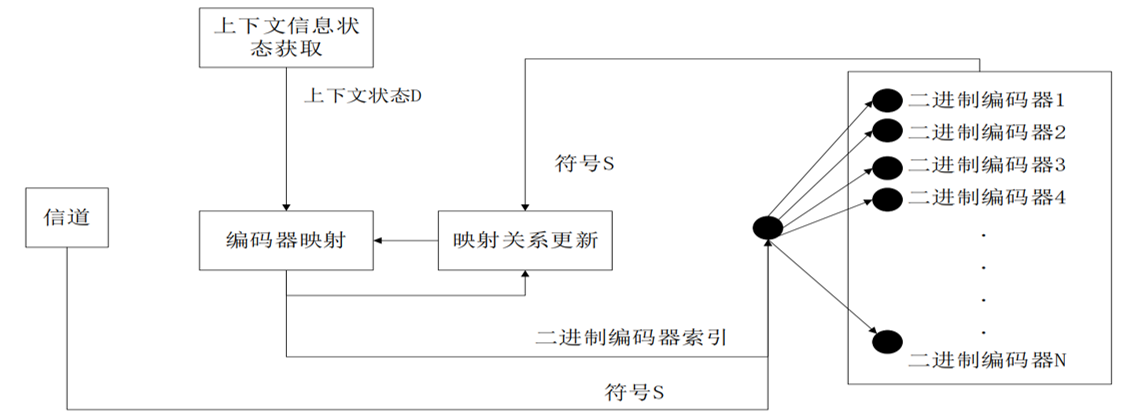 上下文信息状
态获取
上下文状态D
二进制编码器1
二进制编码器2
符号S
二进制编码器3
二进制编码器4
信道
编码器映射
映射关系更新
.
.
.
.
二进制编码器索引
二进制编码器N
符号S